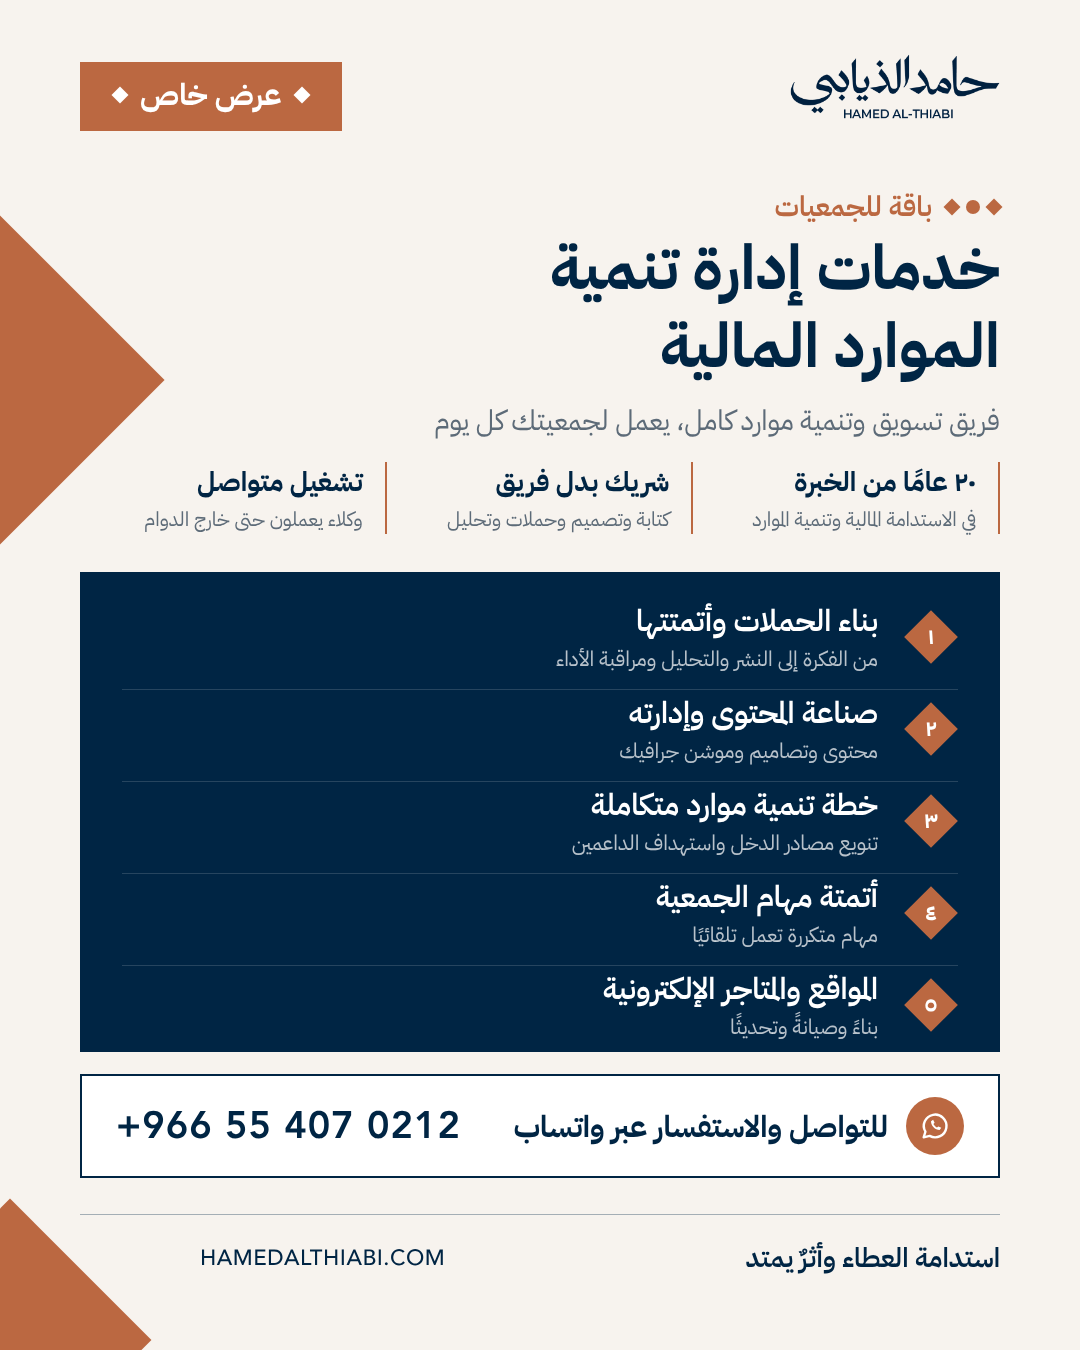 حامد الذيابي
HAMED AL-THIABI
عرض خاص
باقة للجمعيات
خدمات إدارة تنمية
الموارد المالية
فريق تسويق وتنمية موارد كامل، يعمل لجمعيتك كل يوم
٢٠ عامًا من الخبرة
في الاستدامة المالية وتنمية الموارد
شريك بدل فريق
كتابة وتصميم وحملات وتحليل
تشغيل متواصل
وكلاء يعملون حتى خارج الدوام
١
بناء الحملات وأتمتتها
من الفكرة إلى النشر والتحليل ومراقبة الأداء
٢
صناعة المحتوى وإدارته
محتوى وتصاميم وموشن جرافيك
٣
خطة تنمية موارد متكاملة
تنويع مصادر الدخل واستهداف الداعمين
٤
أتمتة مهام الجمعية
مهام متكررة تعمل تلقائيًا
٥
المواقع والمتاجر الإلكترونية
بناءً وصيانةً وتحديثًا
للتواصل والاستفسار عبر واتساب
+966 55 407 0212
استدامة العطاء وأثرٌ يمتد
HAMEDALTHIABI.COM